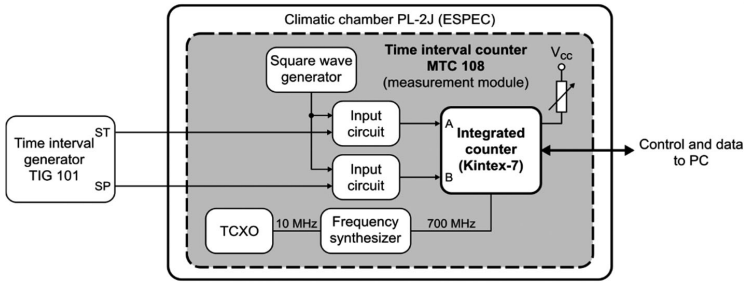 Climatic chamber PL-2J (ESPEC)
Square wave
generator
Time interval counter
MTC 108
(measurement module)
VCC
Time interval
generator
TIG 101
ST
SP
Input
circuit
Input
circuit
A
B
Integrated
counter
(Kintex-7)
Control and data
to PC
TCXO
10 MHz
Frequency
synthesizer
700 MHz